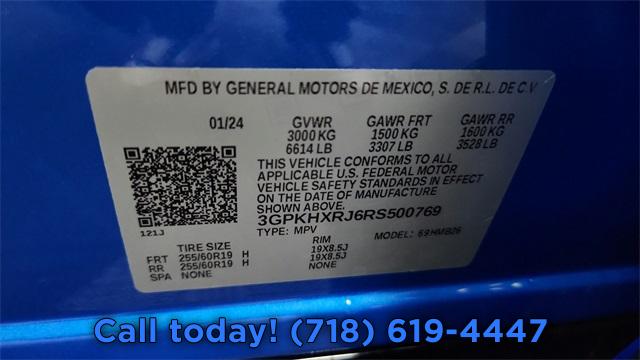 MFD BY GENERAL MOTORS DE MEXICO, S. DE R.L. DE C.V
01/24 GVWR GAWR FRT GAWR RR
3000 KG 1500 KG 1600 KG
6614 LB 3307 LB 3528 LB
THIS VEHICLE CONFORMS TO ALL
APPLICABLE U.S. FEDERAL MOTOR
VEHICLE SAFETY STANDARDS IN EFFECT
ON THE DATE OF MANUFACTURE
SHOWN ABOVE.
3GPKHXRJ6RS500769
121J TYPE: MPV MODEL: 69HMB26
TIRE SIZE RIM
FRT 255/60R19 H 19X8.5J
RR 255/60R19 H 19X8.5J
SPA NONE NONE
Call today! (718) 619-4447